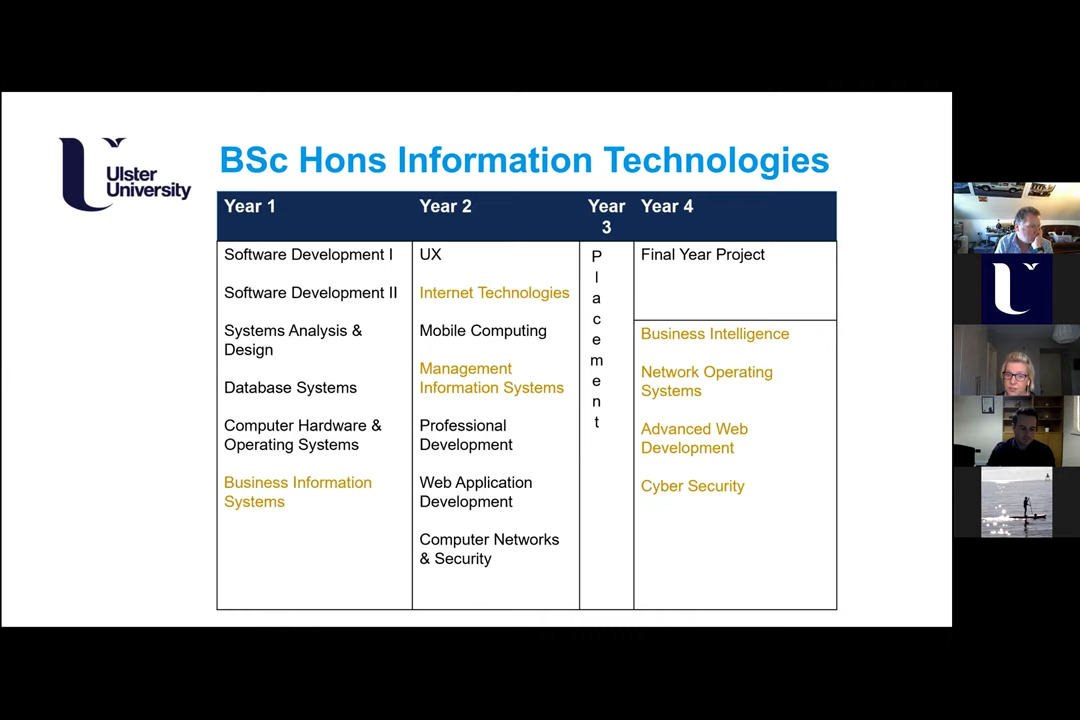 Ulster
University
BSc Hons Information Technologies
Year 1
Year 2
Year
3
Year 4
Software Development I
Software Development II
Systems Analysis &
Design
Database Systems
Computer Hardware &
Operating Systems
Business Information
Systems
UX
Internet Technologies
Mobile Computing
Management
Information Systems
Professional
Development
Web Application
Development
Computer Networks
& Security
P
l
a
c
e
m
e
n
t
Final Year Project
Business Intelligence
Network Operating
Systems
Advanced Web
Development
Cyber Security